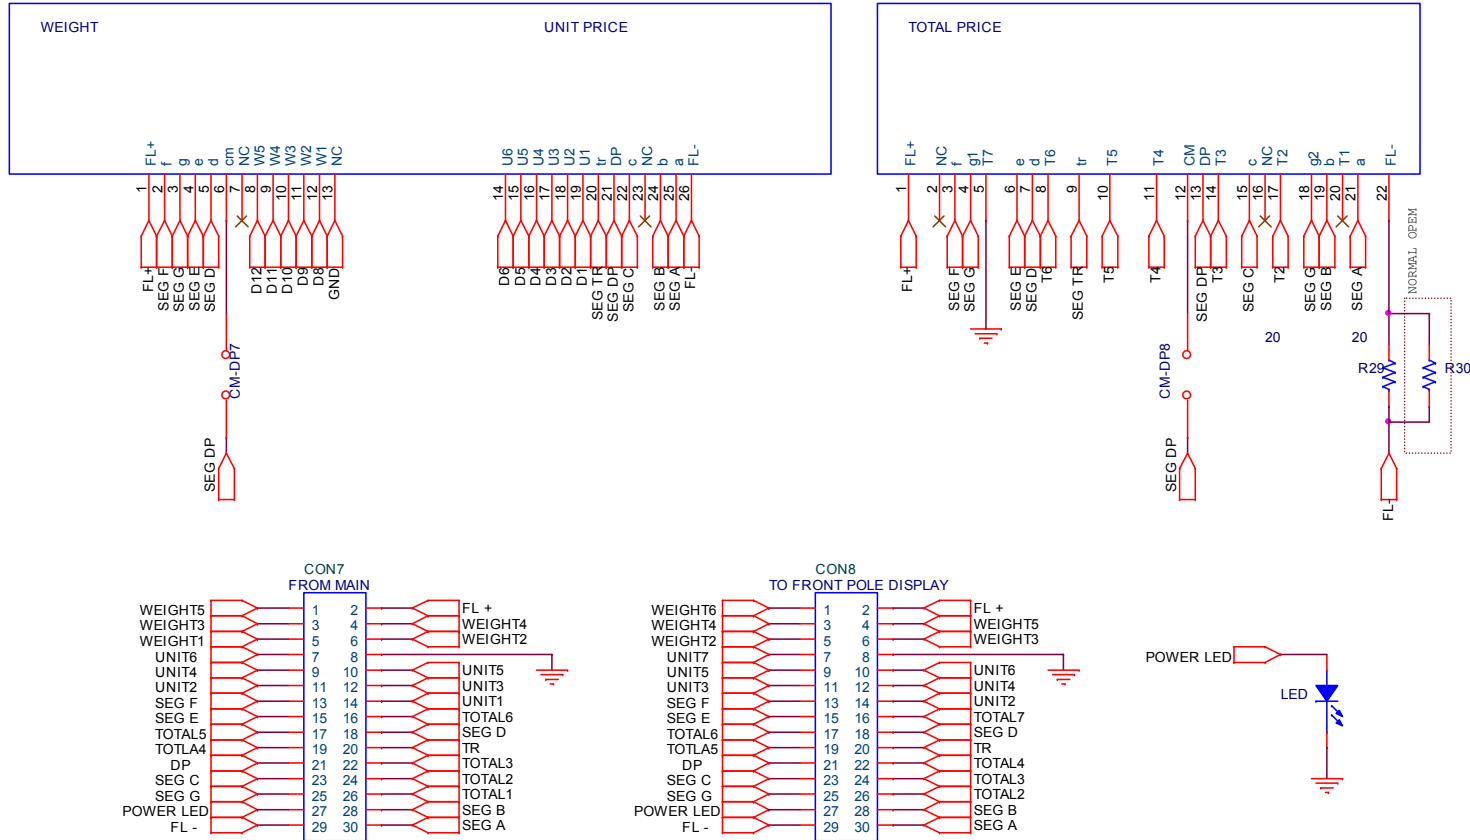 WEIGHT
UNIT PRICE
TOTAL PRICE
FL+
f
g
e
d
cm
NC
W5
W4
W3
W2
W1
NC
U6
U5
U4
U3
U2
U1
tr
DP
c
NC
b
a
FL-
FL+
NC
f
g1
T7
e
d
T6
tr
T5
T4
CM
DP
T3
c
NC
T2
g2
b
T1
a
FL-
1
2
3
4
5
6
7
8
9
10
11
12
13
14
15
16
17
18
19
20
21
22
23
24
25
26
1
2
3
4
5
6
7
8
9
10
11
12
13
14
15
16
17
18
19
20
21
22
FL+
SEG F
SEG G
SEG E
SEG D
D12
D11
D10
D9
D8
GND
D6
D5
D4
D3
D2
D1
SEG TR
SEG DP
SEG C
SEG B
SEG A
FL-
FL+
SEG F
SEG G
SEG E
SEG D
T6
SEG TR
T5
T4
SEG DP
T3
SEG C
T2
SEG G
SEG B
SEG A
NORMAL OPEM
20
20
CM-DP7
CM-DP8
R29
R30
SEG DP
SEG DP
FL-
CON7
FROM MAIN
WEIGHT5 1 2 FL +
WEIGHT3 3 4 WEIGHT4
WEIGHT1 5 6 WEIGHT2
UNIT6 7 8
UNIT4 9 10 UNIT5
UNIT2 11 12 UNIT3
SEG F 13 14 UNIT1
SEG E 15 16 TOTAL6
TOTAL5 17 18 SEG D
TOTLA4 19 20 TR
DP 21 22 TOTAL3
SEG C 23 24 TOTAL2
SEG G 25 26 TOTAL1
POWER LED 27 28 SEG B
FL - 29 30 SEG A
CON8
TO FRONT POLE DISPLAY
WEIGHT6 1 2 FL +
WEIGHT4 3 4 WEIGHT5
WEIGHT2 5 6 WEIGHT3
UNIT7 7 8
UNIT5 9 10 UNIT6
UNIT3 11 12 UNIT4
SEG F 13 14 UNIT2
SEG E 15 16 TOTAL7
TOTAL6 17 18 SEG D
TOTLA5 19 20 TR
DP 21 22 TOTAL4
SEG C 23 24 TOTAL3
SEG G 25 26 TOTAL2
POWER LED 27 28 SEG B
FL - 29 30 SEG A
POWER LED
LED